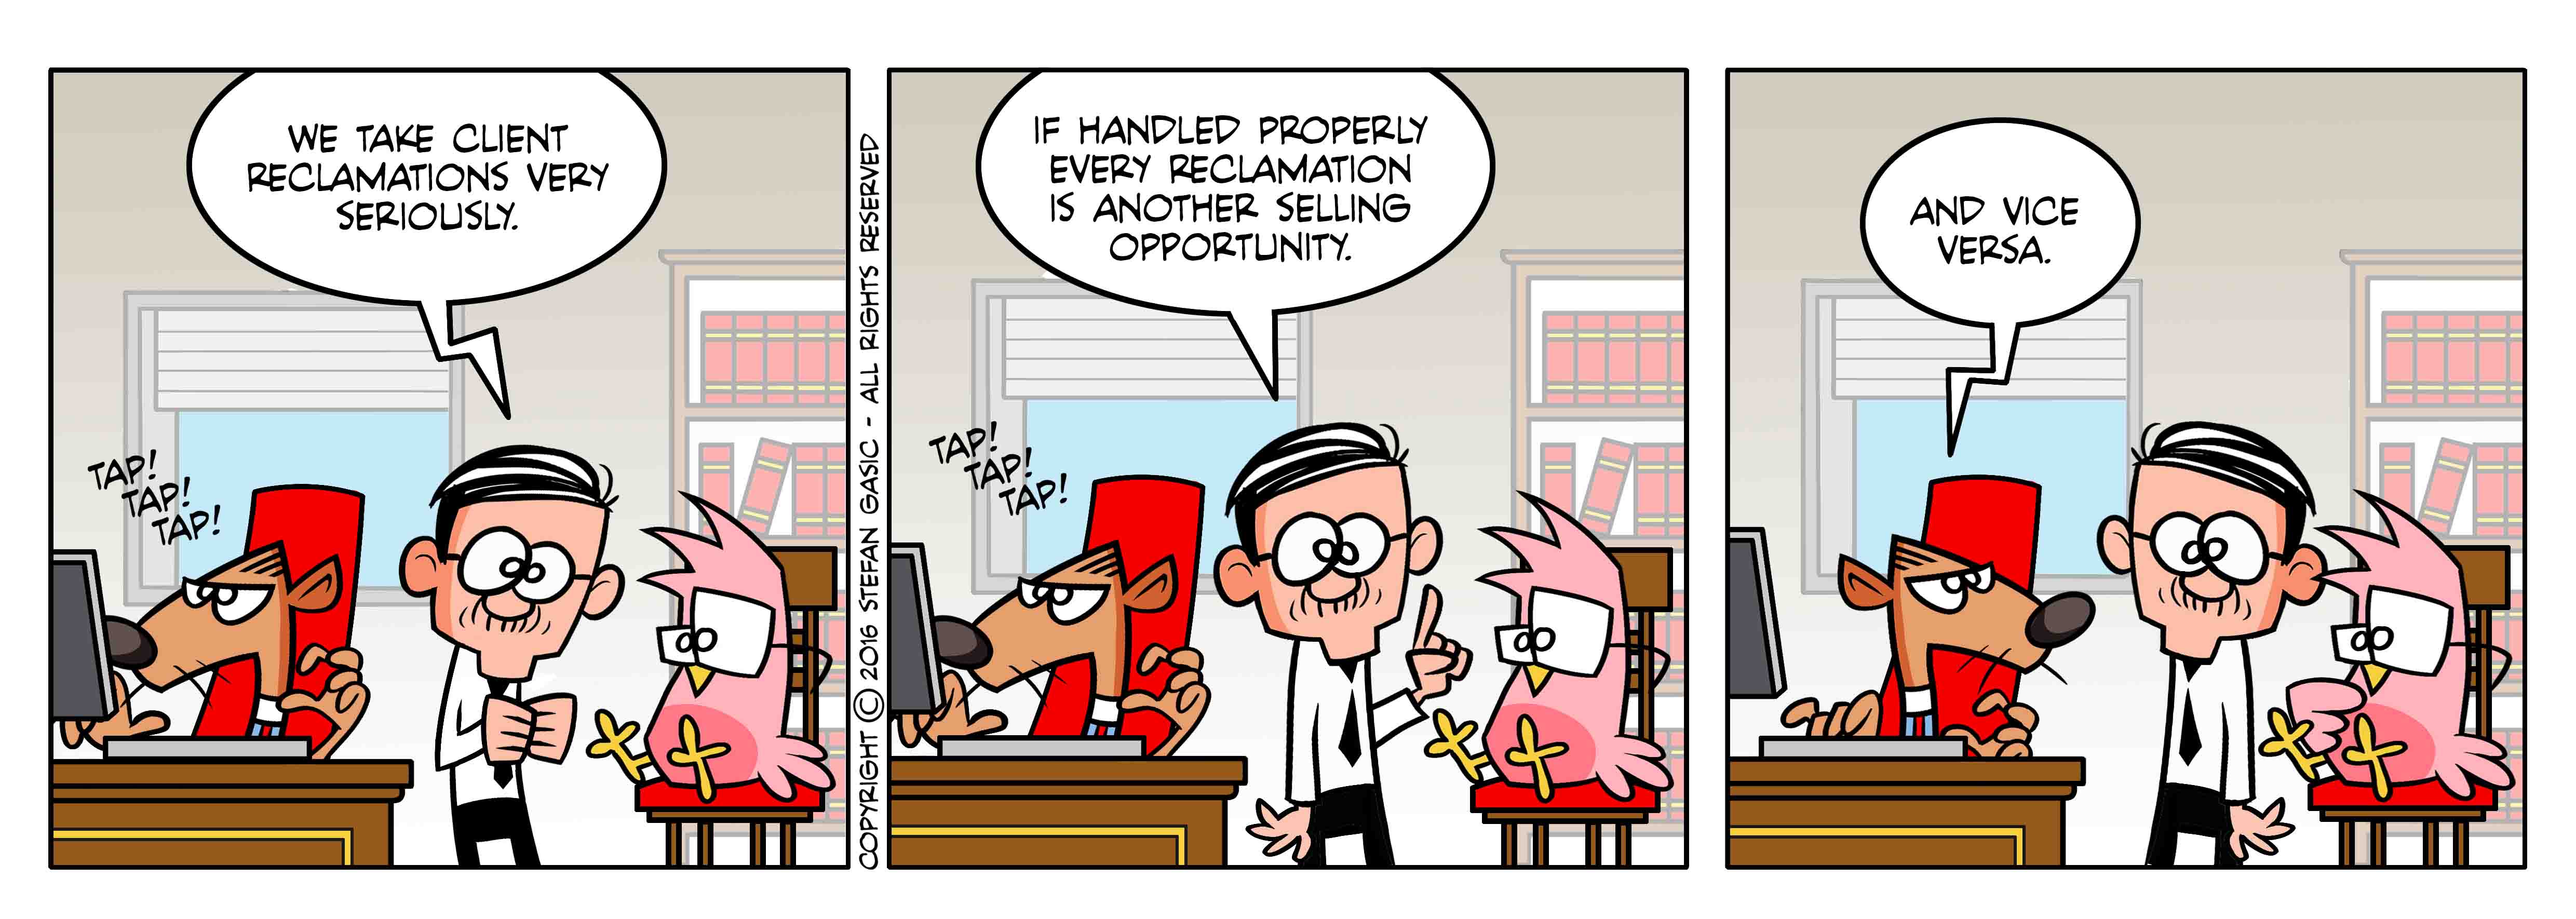 WE TAKE CLIENT
RECLAMATIONS VERY
SERIOUSLY.
TAP!
TAP!
TAP!
COPYRIGHT © 2016 STEFAN GASIC - ALL RIGHTS RESERVED
IF HANDLED PROPERLY
EVERY RECLAMATION
IS ANOTHER SELLING
OPPORTUNITY.
TAP!
TAP!
TAP!
AND VICE
VERSA.